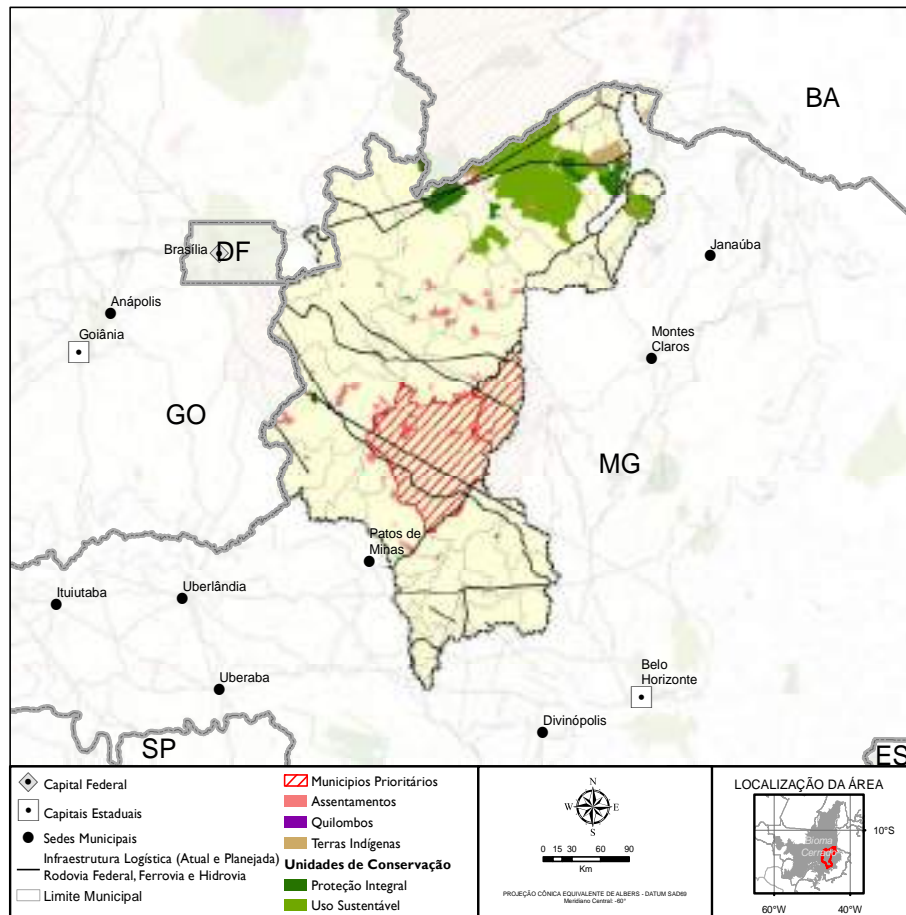 BA
Brasília
DF
Janaúba
Anápolis
Goiânia
Montes
Claros
GO
MG
Patos de
Minas
Ituiutaba
Uberlândia
Belo
Horizonte
Uberaba
Divinópolis
SP
ES
Capital Federal
Capitais Estaduais
Sedes Municipais
Infraestrutura Logística (Atual e Planejada)
Rodovia Federal, Ferrovia e Hidrovia
Limite Municipal
Municipios Prioritários
Assentamentos
Quilombos
Terras Indígenas
Unidades de Conservação
Proteção Integral
Uso Sustentável
N
W E
S
0 15 30 60 90
Km
PROJEÇÃO CÔNICA EQUIVALENTE DE ALBERS - DATUM SAD69
Meridiano Central: -60°
LOCALIZAÇÃO DA ÁREA
Bioma
Cerrado
10°S
60°W 40°W